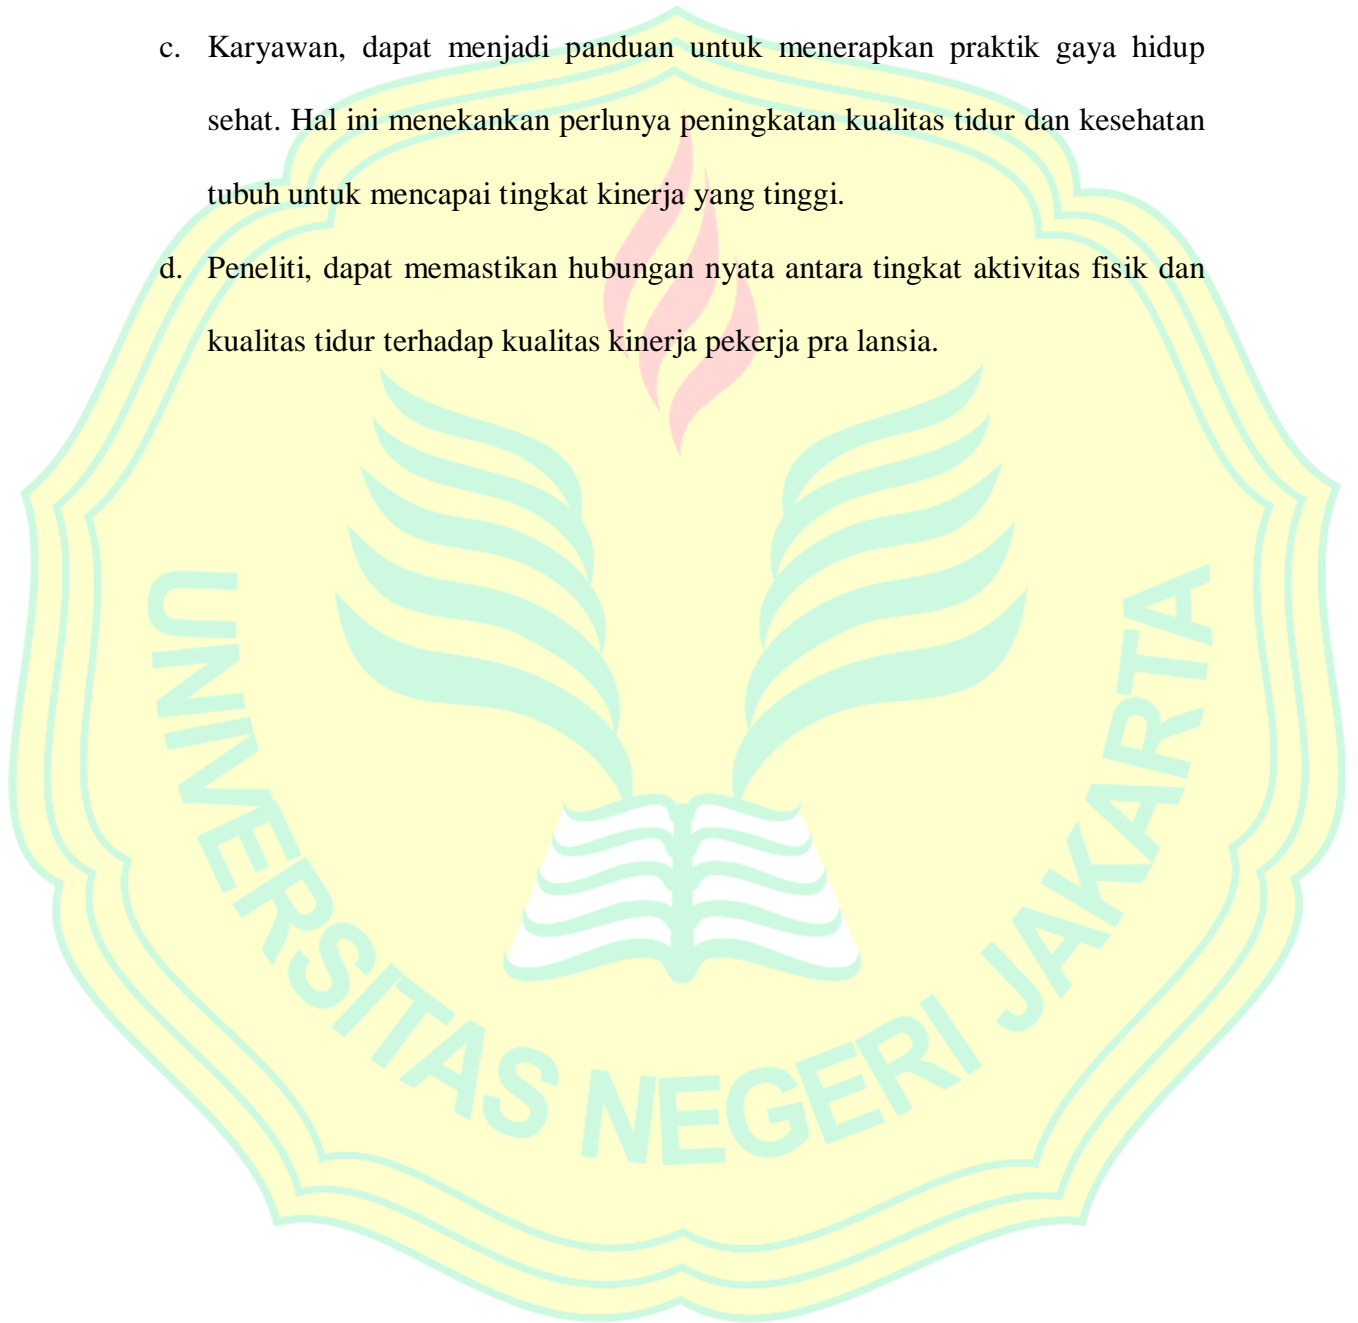 c. Karyawan, dapat menjadi panduan untuk menerapkan praktik gaya hidup
sehat. Hal ini menekankan perlunya peningkatan kualitas tidur dan kesehatan
tubuh untuk mencapai tingkat kinerja yang tinggi.
d. Peneliti, dapat memastikan hubungan nyata antara tingkat aktivitas fisik dan
kualitas tidur terhadap kualitas kinerja pekerja pra lansia.
UNIVERSITAS NEGERI JAKARTA